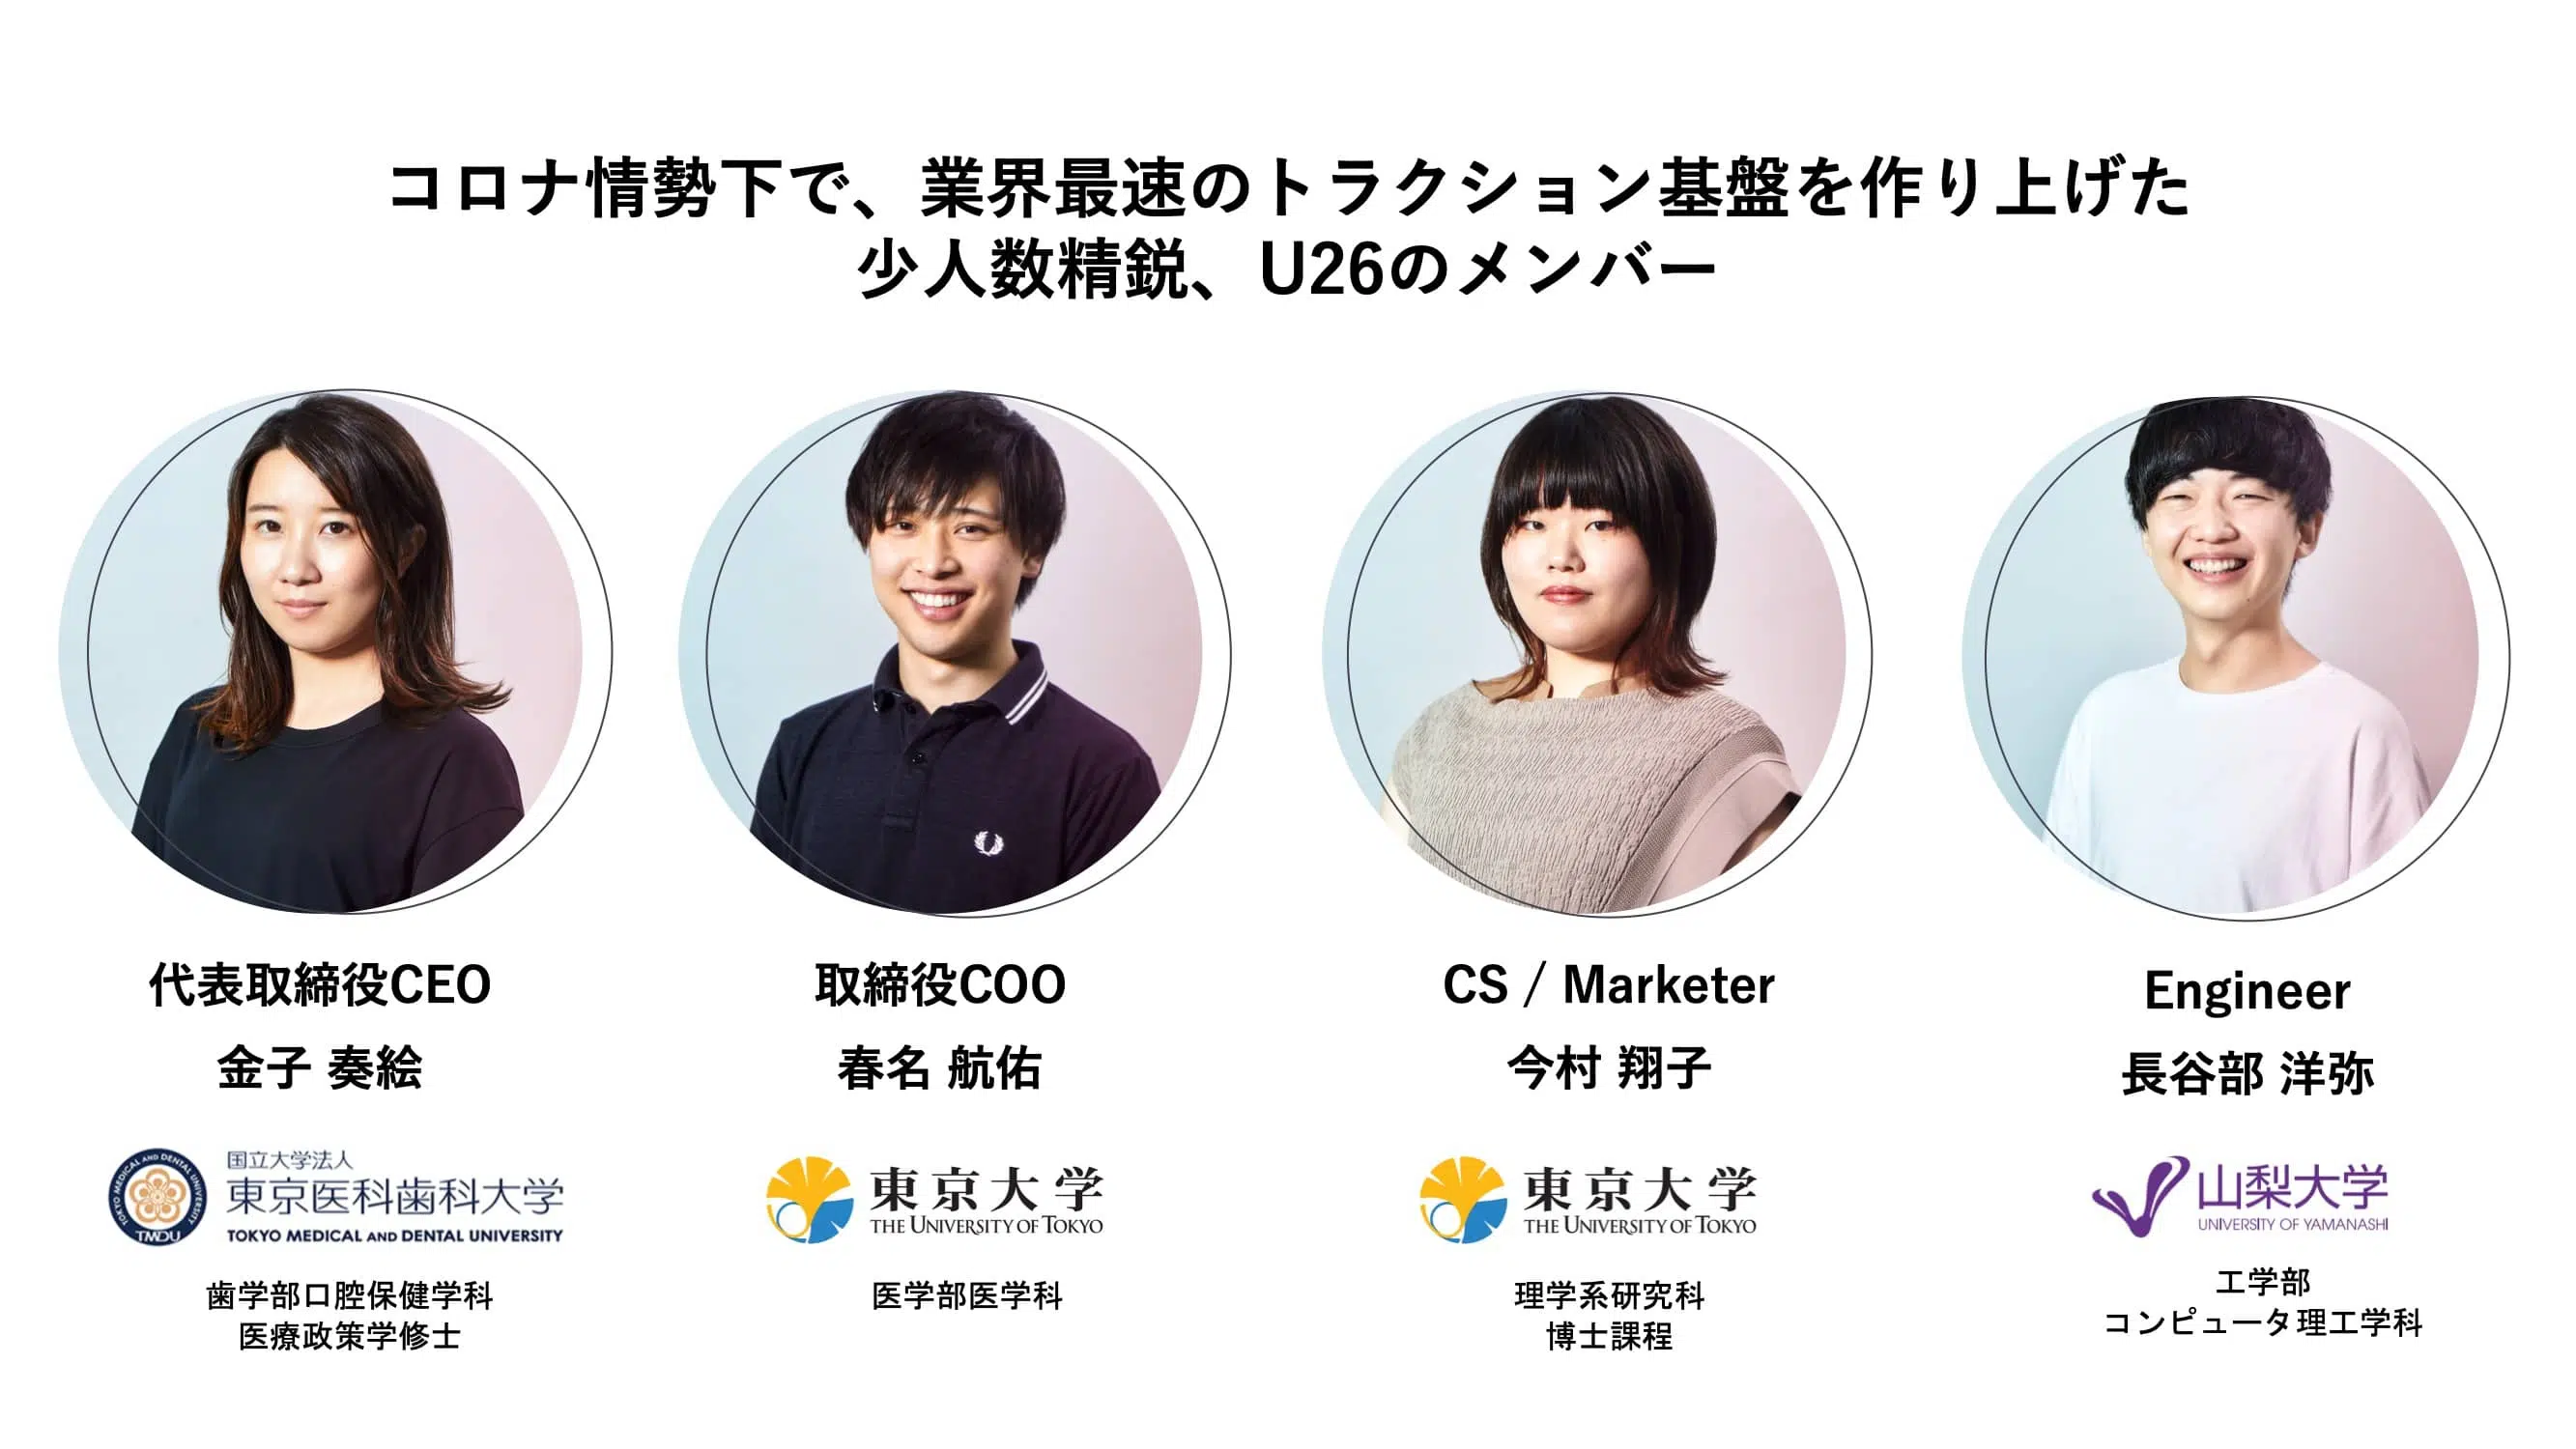 コロナ情勢下で、業界最速のトラクション基盤を作り上げた
少人数精鋭、U26のメンバー
代表取締役CEO
金子 奏絵
国立大学法人
東京医科歯科大学
TOKYO MEDICAL AND DENTAL UNIVERSITY
TOKYO MEDICAL AND DENTAL UNIVERSITY
TMDU
歯学部口腔保健学科
医療政策学修士
取締役COO
春名 航佑
東京大学
THE UNIVERSITY OF TOKYO
医学部医学科
CS / Marketer
今村 翔子
東京大学
THE UNIVERSITY OF TOKYO
理学系研究科
博士課程
Engineer
長谷部 洋弥
山梨大学
UNIVERSITY OF YAMANASHI
工学部
コンピュータ理工学科